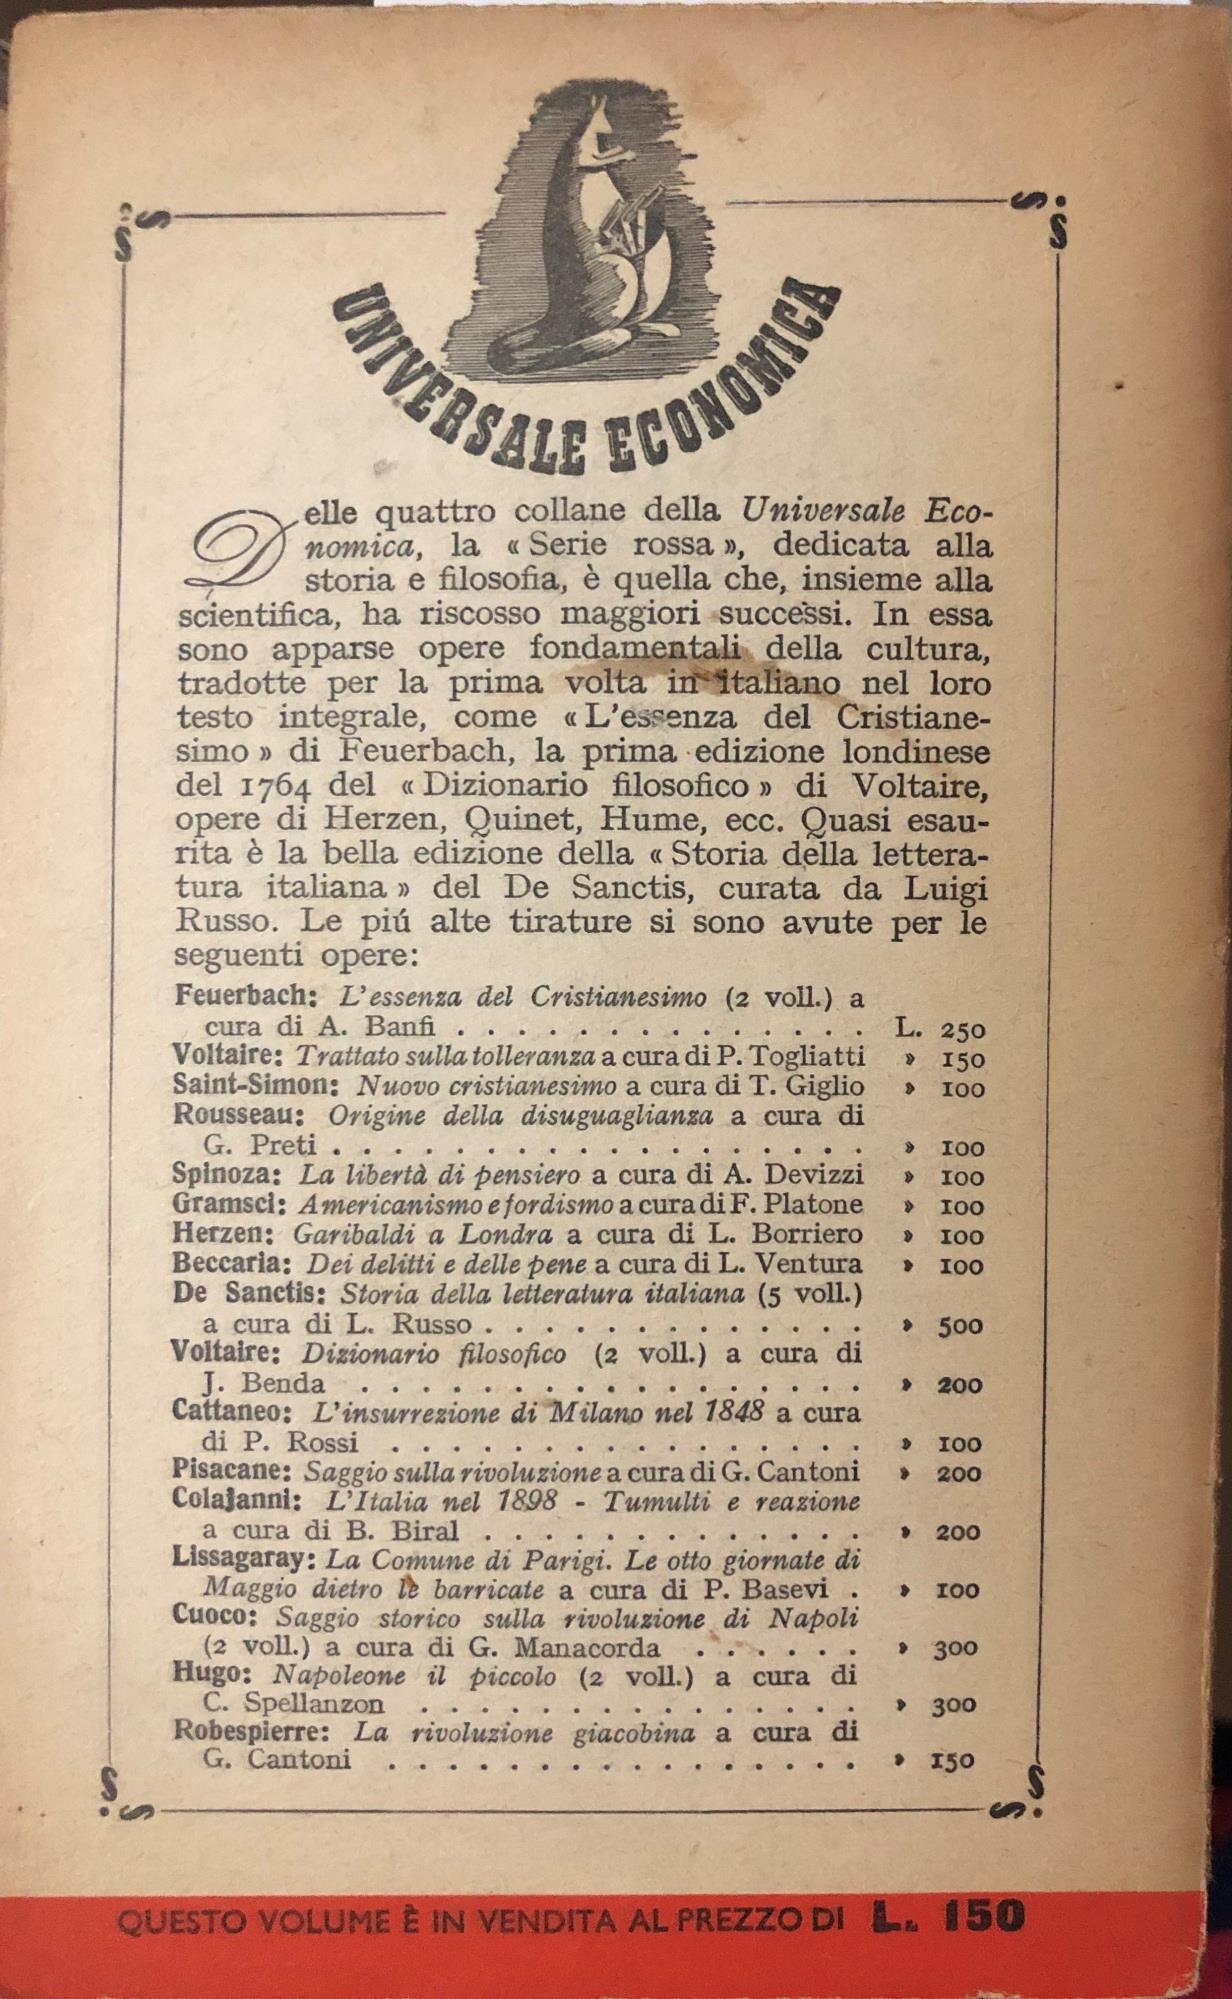 UNIVERSALE ECONOMICA
Delle quattro collane della Universale Eco-
nomica, la « Serie rossa », dedicata alla
storia e filosofia, è quella che, insieme alla
scientifica, ha riscosso maggiori successi. In essa
sono apparse opere fondamentali della cultura,
tradotte per la prima volta in italiano nel loro
testo integrale, come « L'essenza del Cristiane-
simo » di Feuerbach, la prima edizione londinese
del 1764 del « Dizionario filosofico » di Voltaire,
opere di Herzen, Quinet, Hume, ecc. Quasi esau-
rita è la bella edizione della « Storia della lettera-
tura italiana » del De Sanctis, curata da Luigi
Russo. Le piú alte tirature si sono avute per le
seguenti opere:
Feuerbach: L'essenza del Cristianesimo (2 voll.) a
cura di A. Banfi . . . . . . . . . . . . . . L. 250
Voltaire: Trattato sulla tolleranza a cura di P. Togliatti » 150
Saint-Simon: Nuovo cristianesimo a cura di T. Giglio » 100
Rousseau: Origine della disuguaglianza a cura di
G. Preti . . . . . . . . . . . . . . . . . . . » 100
Spinoza: La libertà di pensiero a cura di A. Devizzi » 100
Gramsci: Americanismo e fordismo a cura di F. Platone » 100
Herzen: Garibaldi a Londra a cura di L. Borriero » 100
Beccaria: Dei delitti e delle pene a cura di L. Ventura » 100
De Sanctis: Storia della letteratura italiana (5 voll.)
a cura di L. Russo . . . . . . . . . . . . . . » 500
Voltaire: Dizionario filosofico (2 voll.) a cura di
J. Benda . . . . . . . . . . . . . . . . . . » 200
Cattaneo: L'insurrezione di Milano nel 1848 a cura
di P. Rossi . . . . . . . . . . . . . . . . . » 100
Pisacane: Saggio sulla rivoluzione a cura di G. Cantoni » 200
Colajanni: L'Italia nel 1898 - Tumulti e reazione
a cura di B. Biral . . . . . . . . . . . . . . » 200
Lissagaray: La Comune di Parigi. Le otto giornate di
Maggio dietro le barricate a cura di P. Basevi . » 100
Cuoco: Saggio storico sulla rivoluzione di Napoli
(2 voll.) a cura di G. Manacorda . . . . . . » 300
Hugo: Napoleone il piccolo (2 voll.) a cura di
C. Spellanzon . . . . . . . . . . . . . . . . » 300
Robespierre: La rivoluzione giacobina a cura di
G. Cantoni . . . . . . . . . . . . . . . . . » 150
QUESTO VOLUME È IN VENDITA AL PREZZO DI L. 150